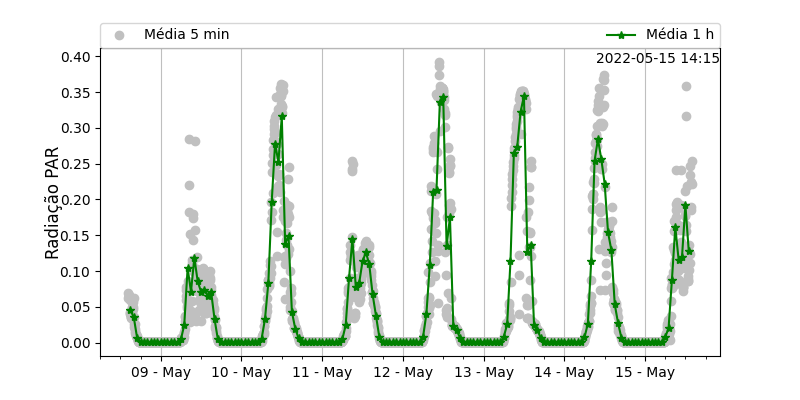 Média 5 min
Média 1 h
2022-05-15 14:15
Radiação PAR
0.40
0.35
0.30
0.25
0.20
0.15
0.10
0.05
0.00
09 - May
10 - May
11 - May
12 - May
13 - May
14 - May
15 - May